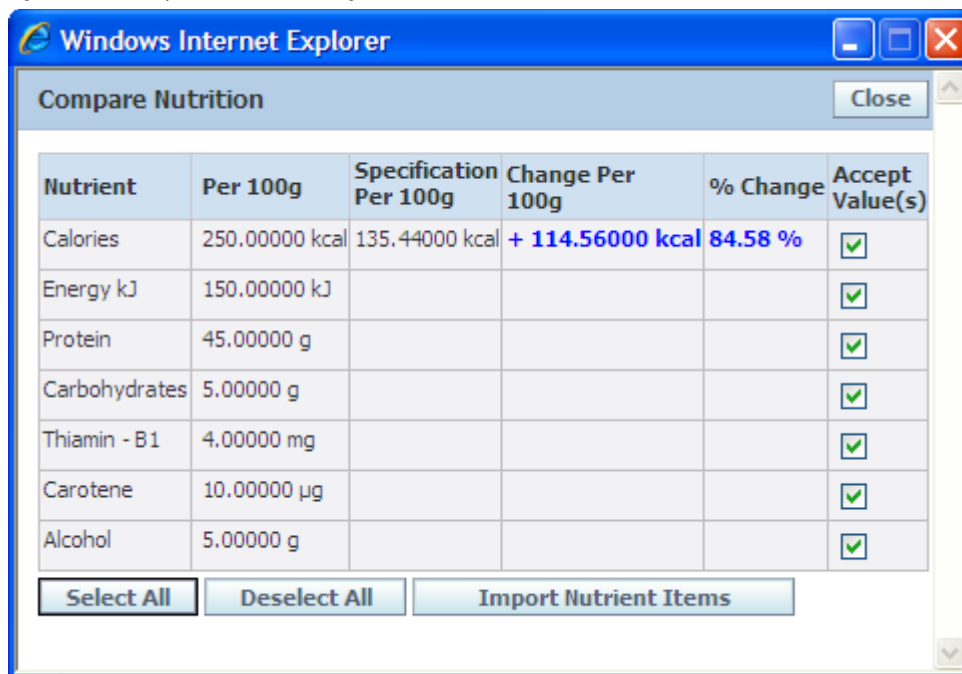 Windows Internet Explorer
Compare Nutrition
Close
Nutrient Per 100g Specification Per 100g Change Per 100g % Change Accept Value(s)
Calories 250.00000 kcal 135.44000 kcal + 114.56000 kcal 84.58 %
Energy kJ 150.00000 kJ
Protein 45.00000 g
Carbohydrates 5.00000 g
Thiamin - B1 4.00000 mg
Carotene 10.00000 µg
Alcohol 5.00000 g
Select All Deselect All Import Nutrient Items